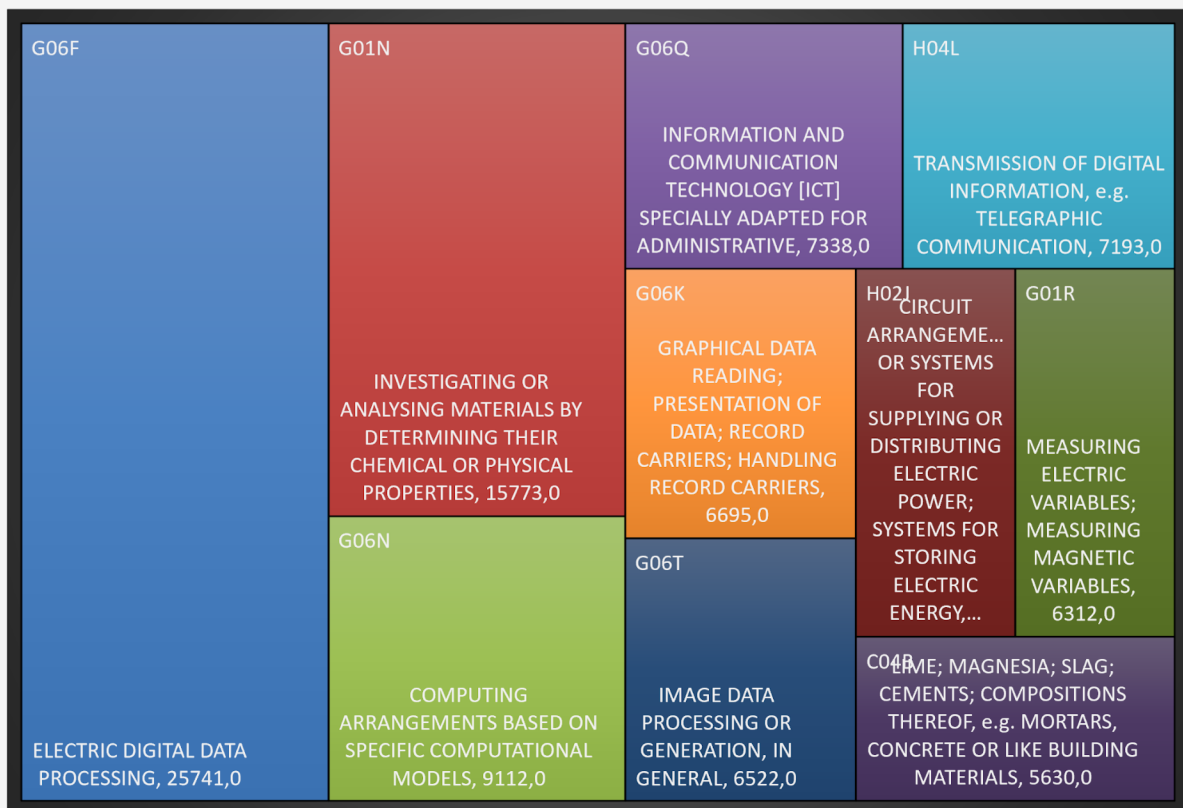 G06F
ELECTRIC DIGITAL DATA
PROCESSING, 25741,0
G01N
INVESTIGATING OR
ANALYSING MATERIALS BY
DETERMINING THEIR
CHEMICAL OR PHYSICAL
PROPERTIES, 15773,0
G06N
COMPUTING
ARRANGEMENTS BASED ON
SPECIFIC COMPUTATIONAL
MODELS, 9112,0
G06Q
INFORMATION AND
COMMUNICATION
TECHNOLOGY [ICT]
SPECIALLY ADAPTED FOR
ADMINISTRATIVE, 7338,0
H04L
TRANSMISSION OF DIGITAL
INFORMATION, e.g.
TELEGRAPHIC
COMMUNICATION, 7193,0
G06K
GRAPHICAL DATA
READING;
PRESENTATION OF
DATA; RECORD
CARRIERS; HANDLING
RECORD CARRIERS,
6695,0
G06T
IMAGE DATA
PROCESSING OR
GENERATION, IN
GENERAL, 6522,0
H02J
CIRCUIT
ARRANGEME...
OR SYSTEMS
FOR
SUPPLYING OR
DISTRIBUTING
ELECTRIC
POWER;
SYSTEMS FOR
STORING
ELECTRIC
ENERGY,...
G01R
MEASURING
ELECTRIC
VARIABLES;
MEASURING
MAGNETIC
VARIABLES,
6312,0
C04B
LIME; MAGNESIA; SLAG;
CEMENTS; COMPOSITIONS
THEREOF, e.g. MORTARS,
CONCRETE OR LIKE BUILDING
MATERIALS, 5630,0